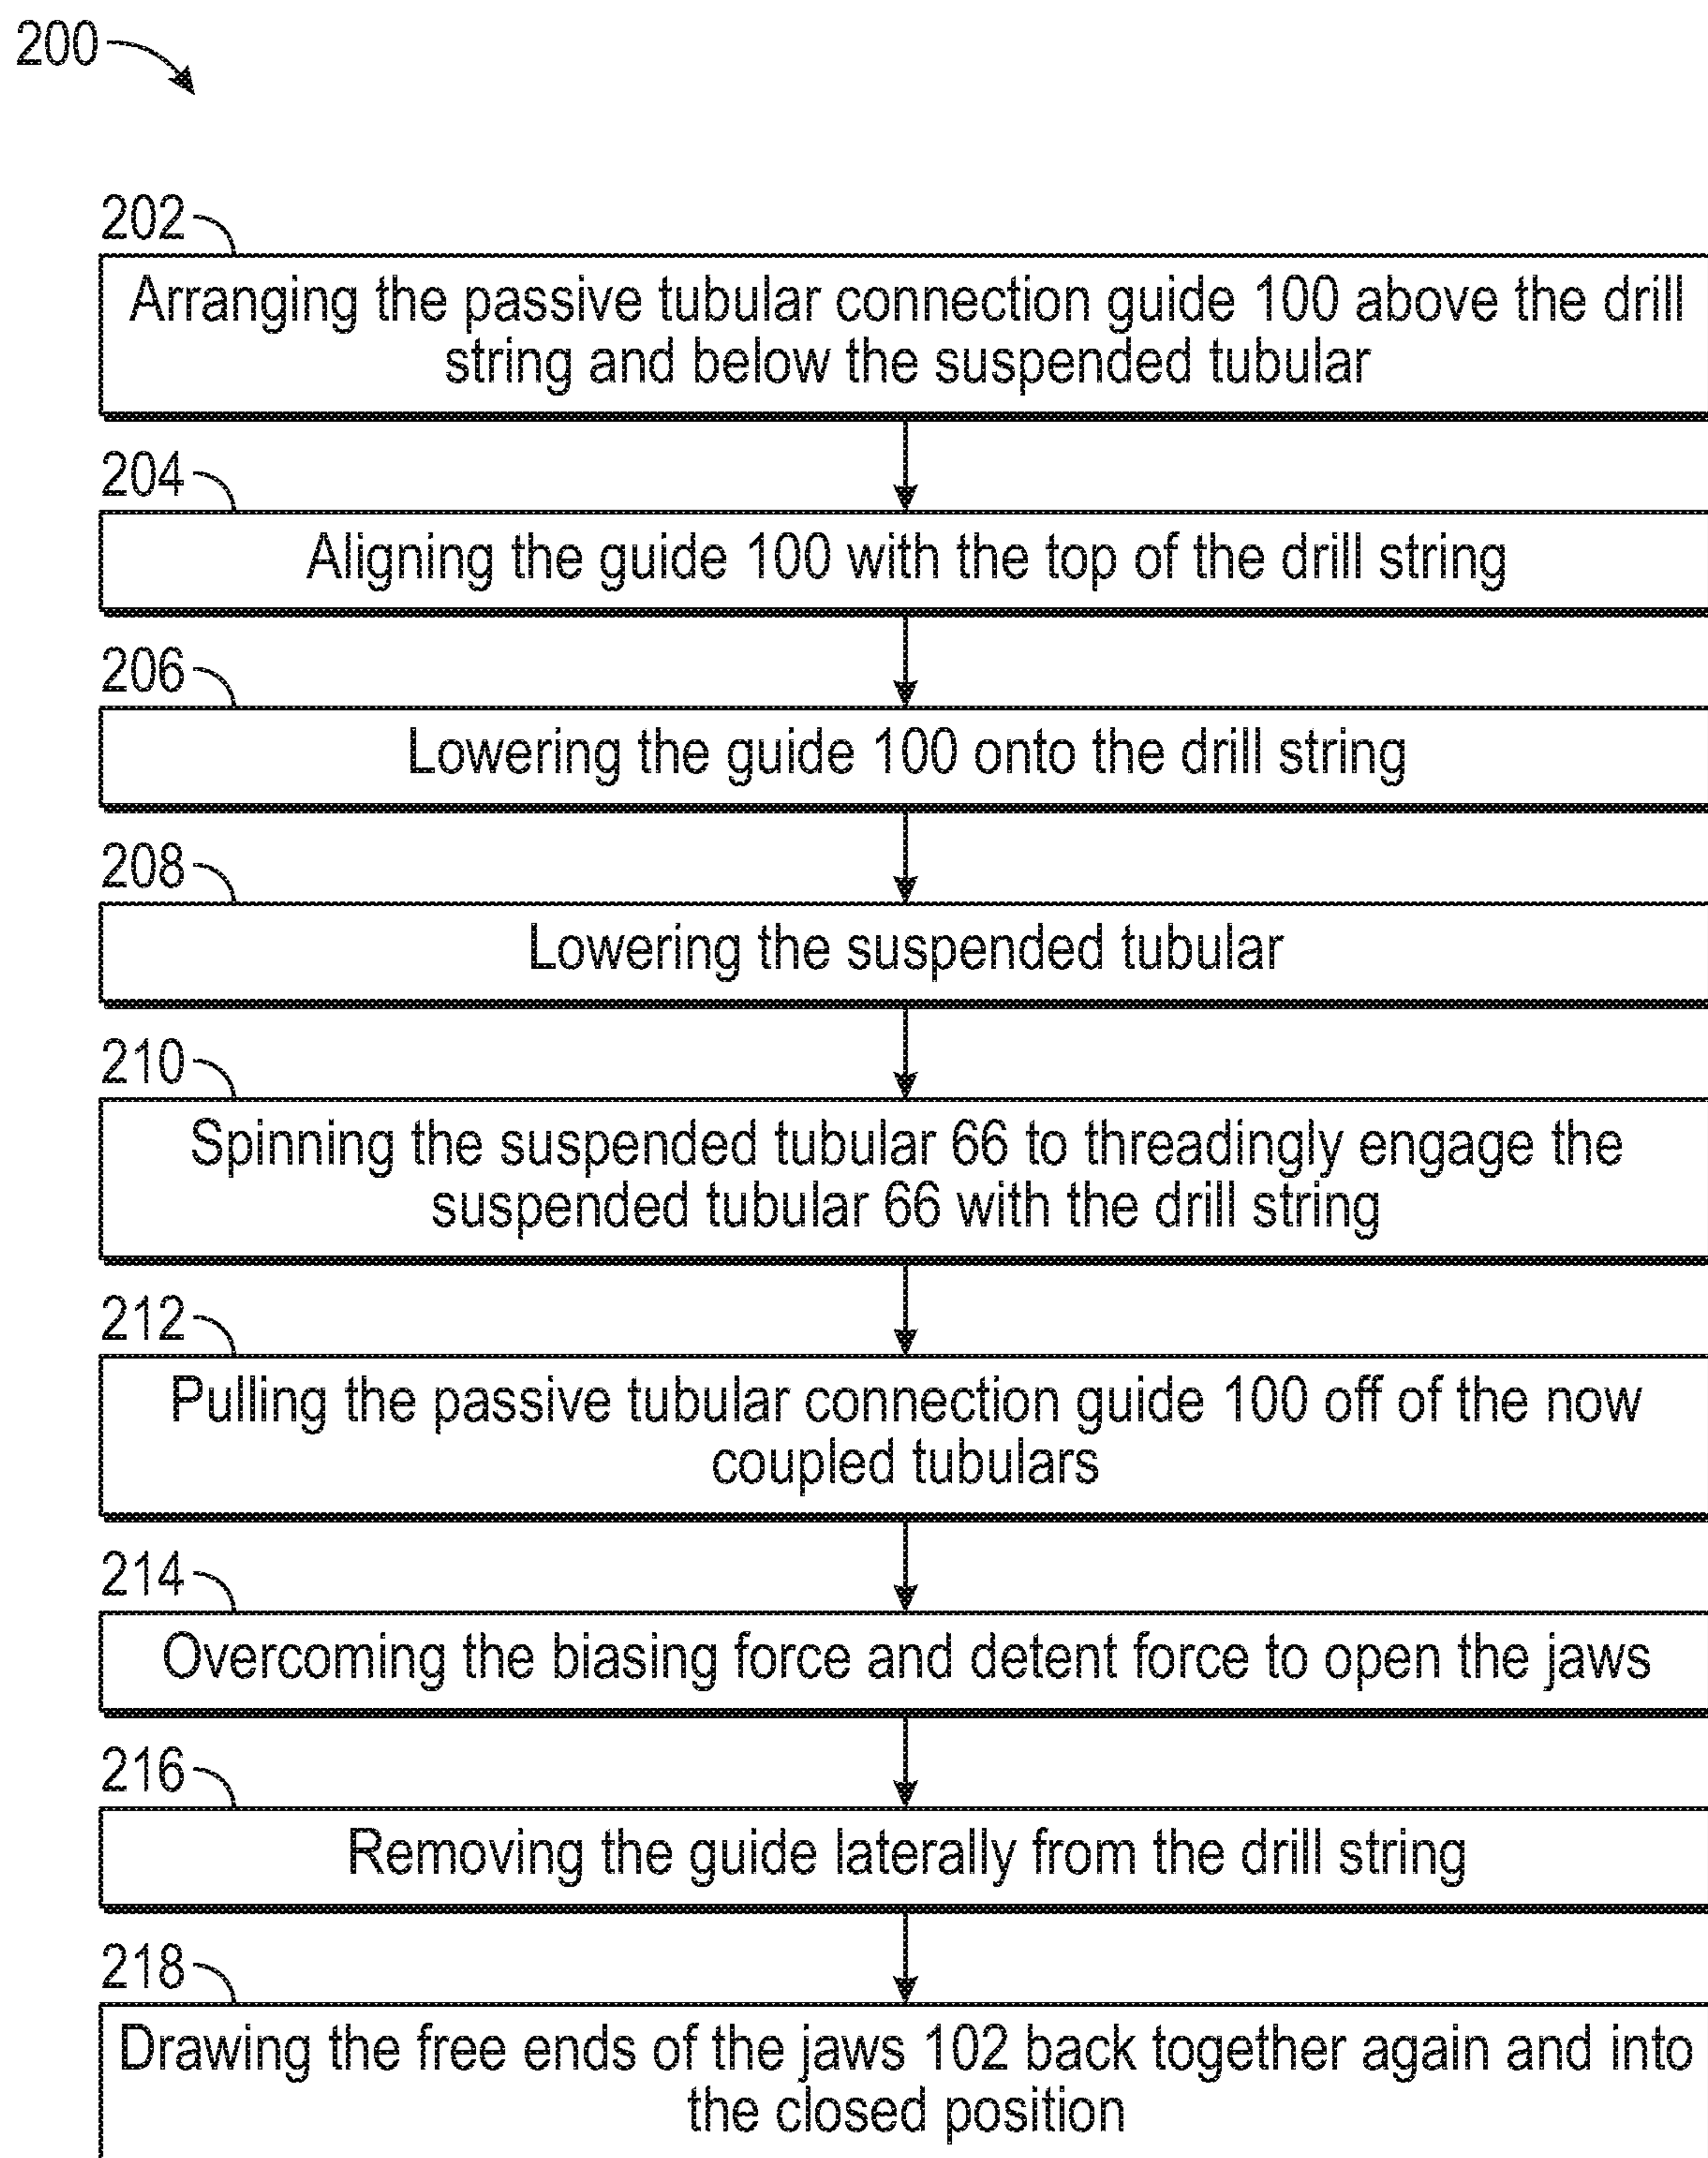 200
202
Arranging the passive tubular connection guide 100 above the drill
string and below the suspended tubular
204
Aligning the guide 100 with the top of the drill string
206
Lowering the guide 100 onto the drill string
208
Lowering the suspended tubular
210
Spinning the suspended tubular 66 to threadingly engage the
suspended tubular 66 with the drill string
212
Pulling the passive tubular connection guide 100 off of the now
coupled tubulars
214
Overcoming the biasing force and detent force to open the jaws
216
Removing the guide laterally from the drill string
218
Drawing the free ends of the jaws 102 back together again and into
the closed position